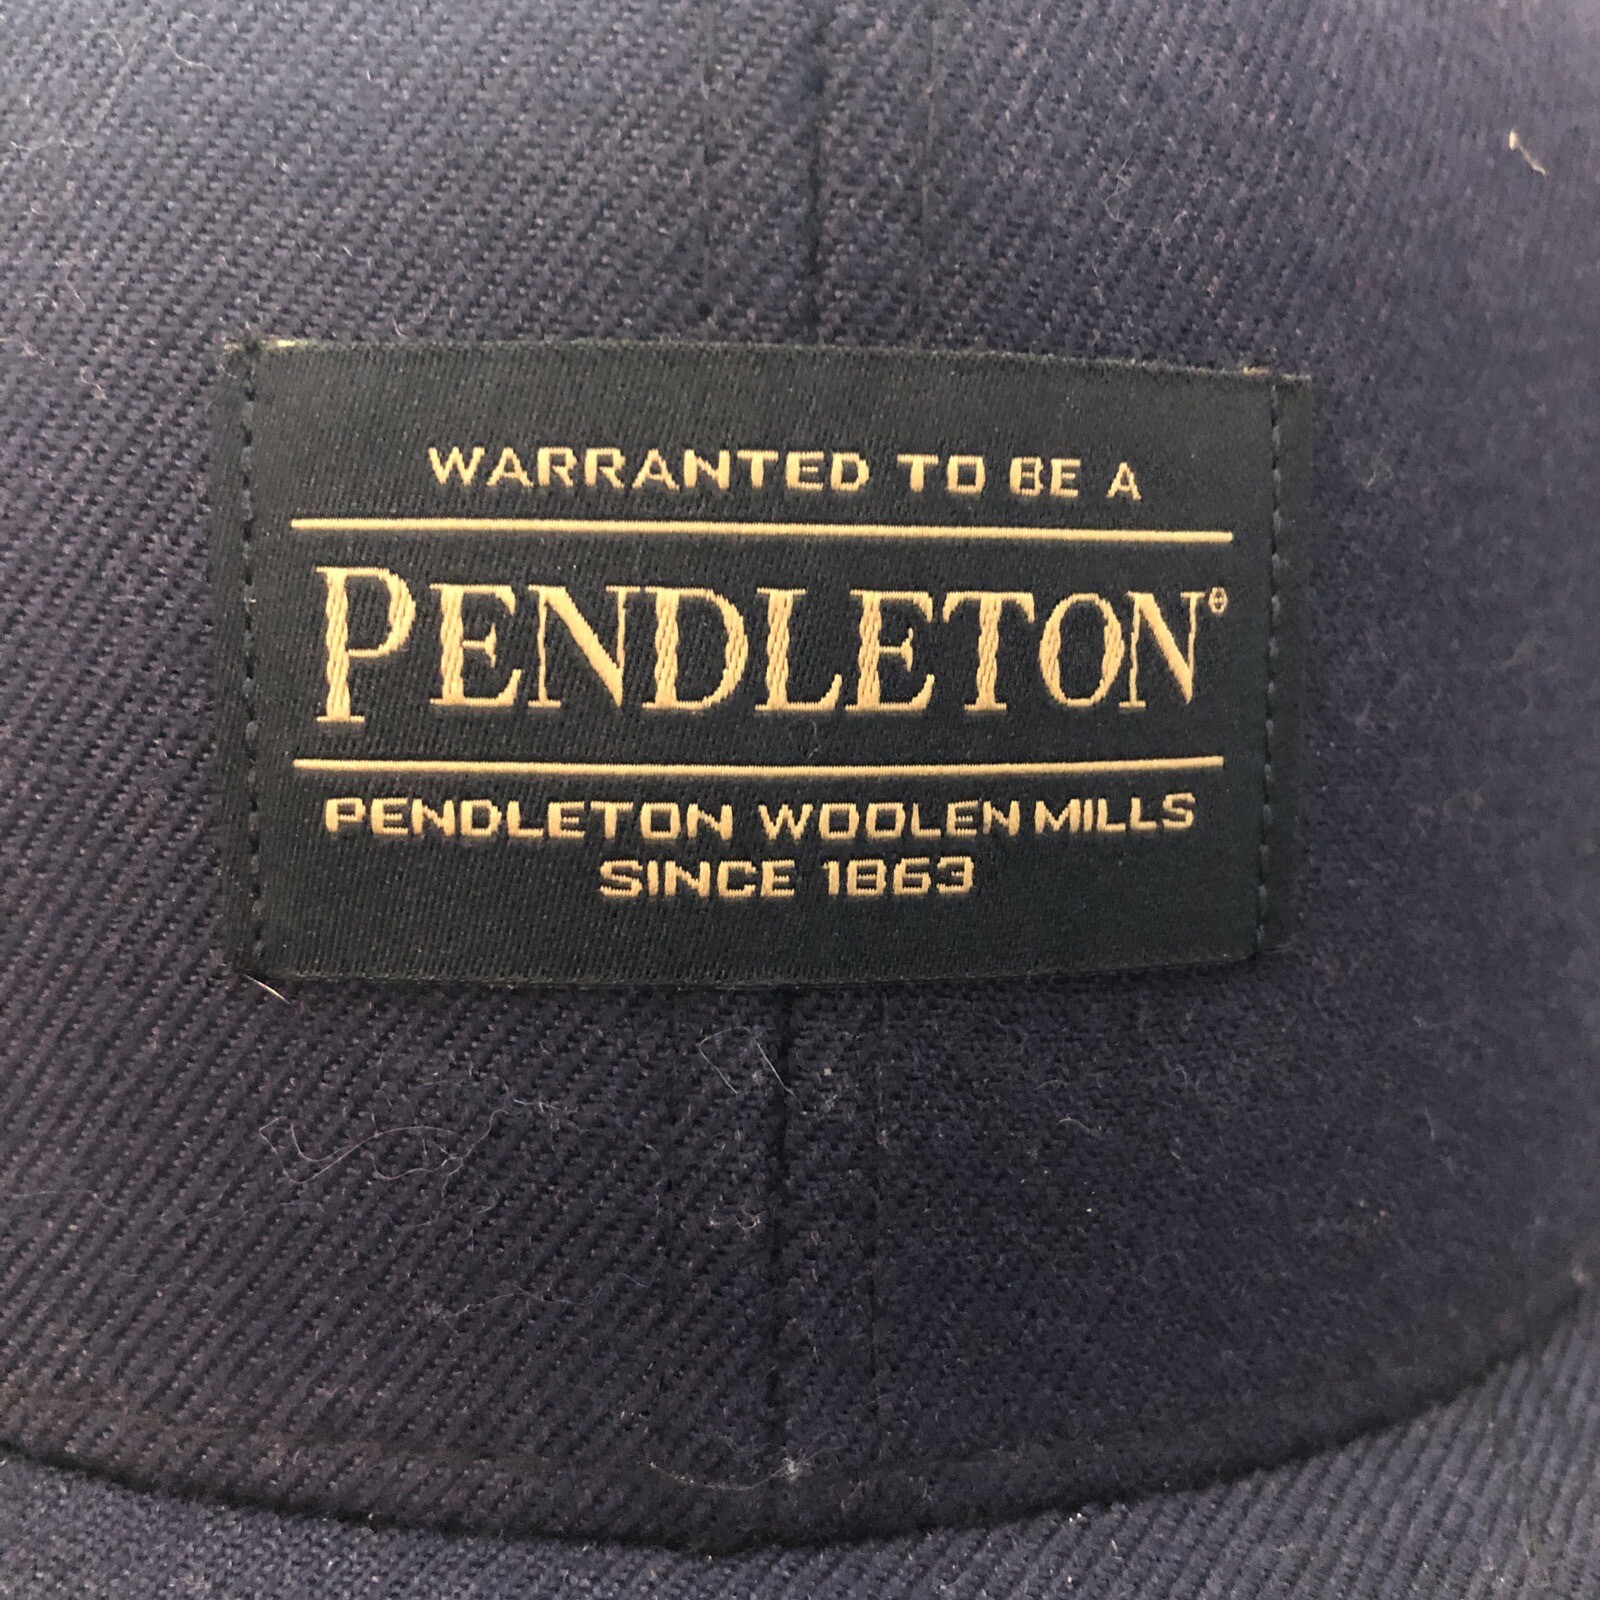 WARRANTED TO BE A
PENDLETON®
PENDLETON WOOLEN MILLS
SINCE 1863